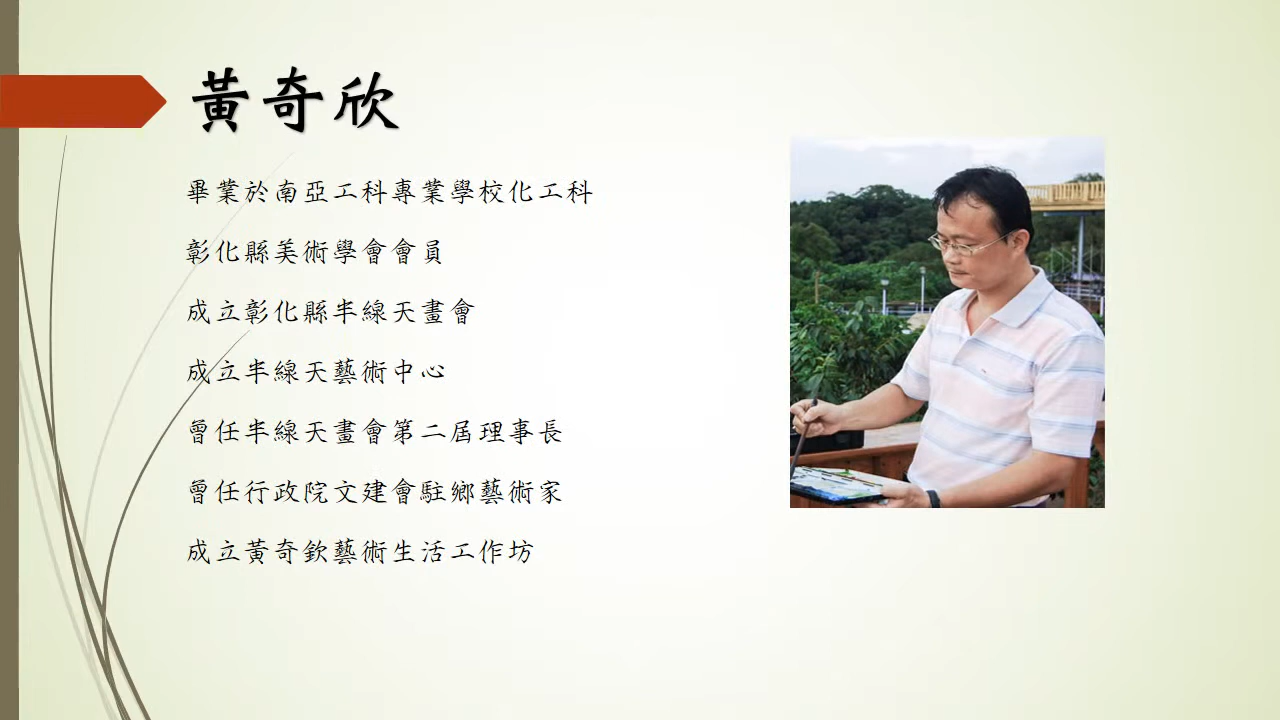 黃奇欣
畢業於南亞工科專業學校化工科
彰化縣美術學會會員
成立彰化縣半線天畫會
成立半線天藝術中心
曾任半線天畫會第二屆理事長
曾任行政院文建會駐鄉藝術家
成立黃奇欽藝術生活工作坊